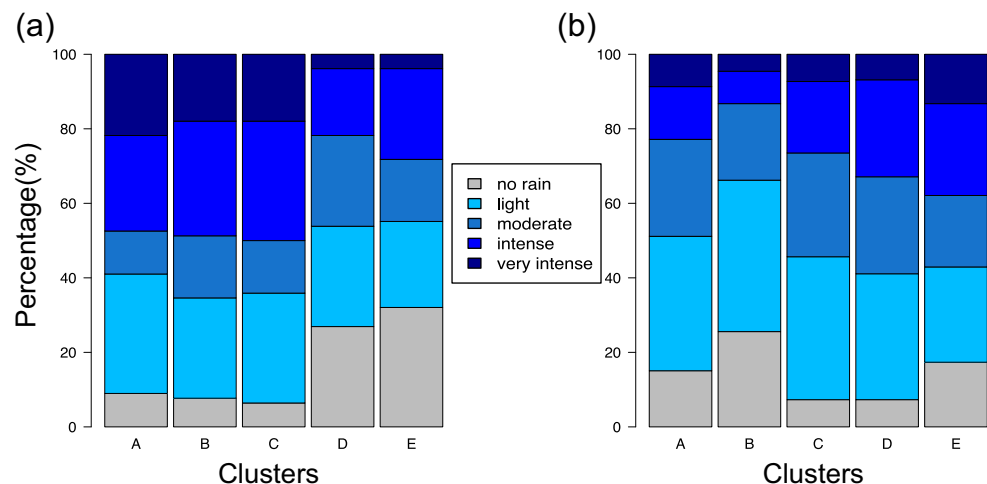 (a)
(b)
Percentage(%)
100
80
60
40
20
0
A B C D E
Clusters
no rain
light
moderate
intense
very intense
100
80
60
40
20
0
A B C D E
Clusters